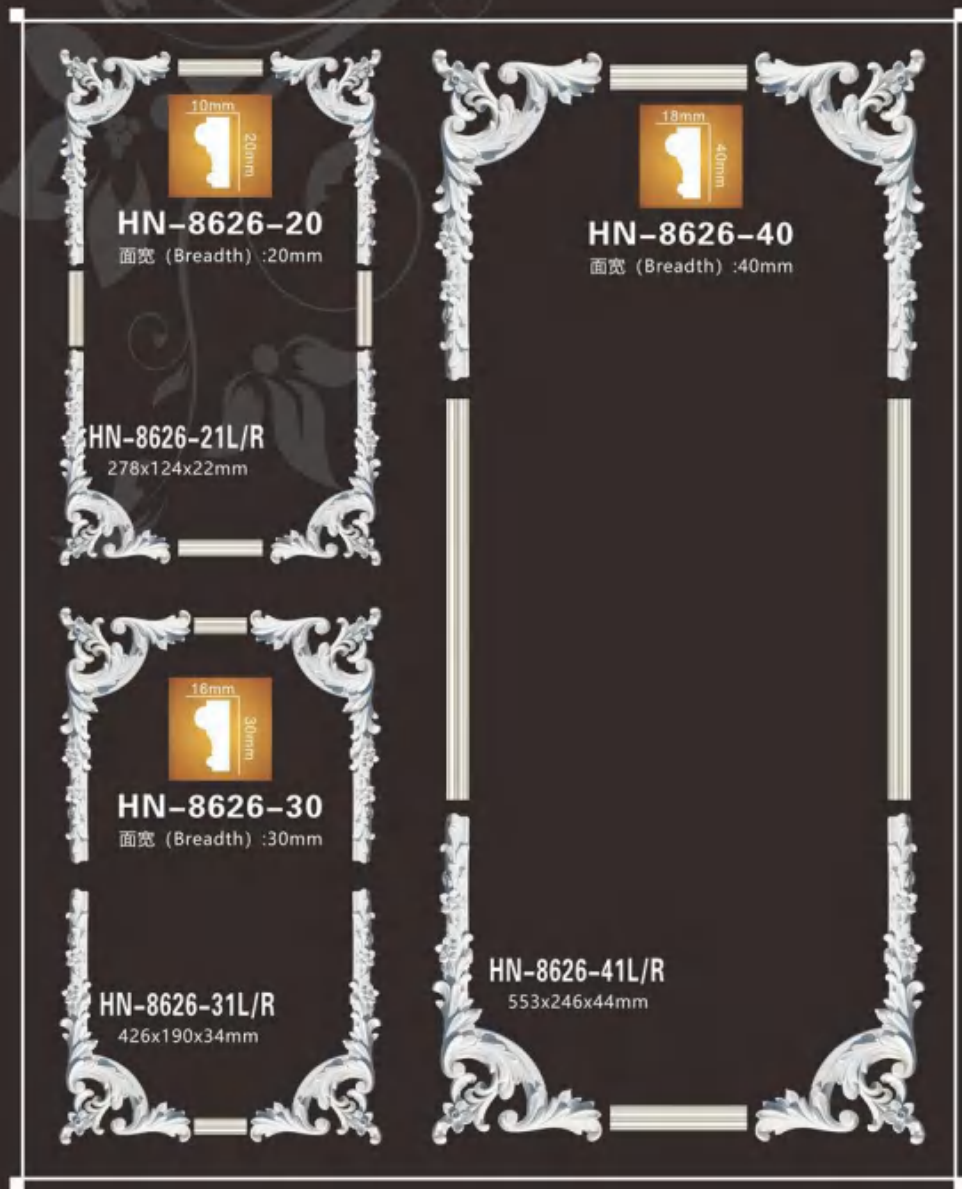 10mm
20mm
HN-8626-20
面宽 (Breadth) :20mm
HN-8626-21L/R
278x124x22mm
16mm
30mm
HN-8626-30
面宽 (Breadth) :30mm
HN-8626-31L/R
426x190x34mm
18mm
40mm
HN-8626-40
面宽 (Breadth) :40mm
HN-8626-41L/R
553x246x44mm